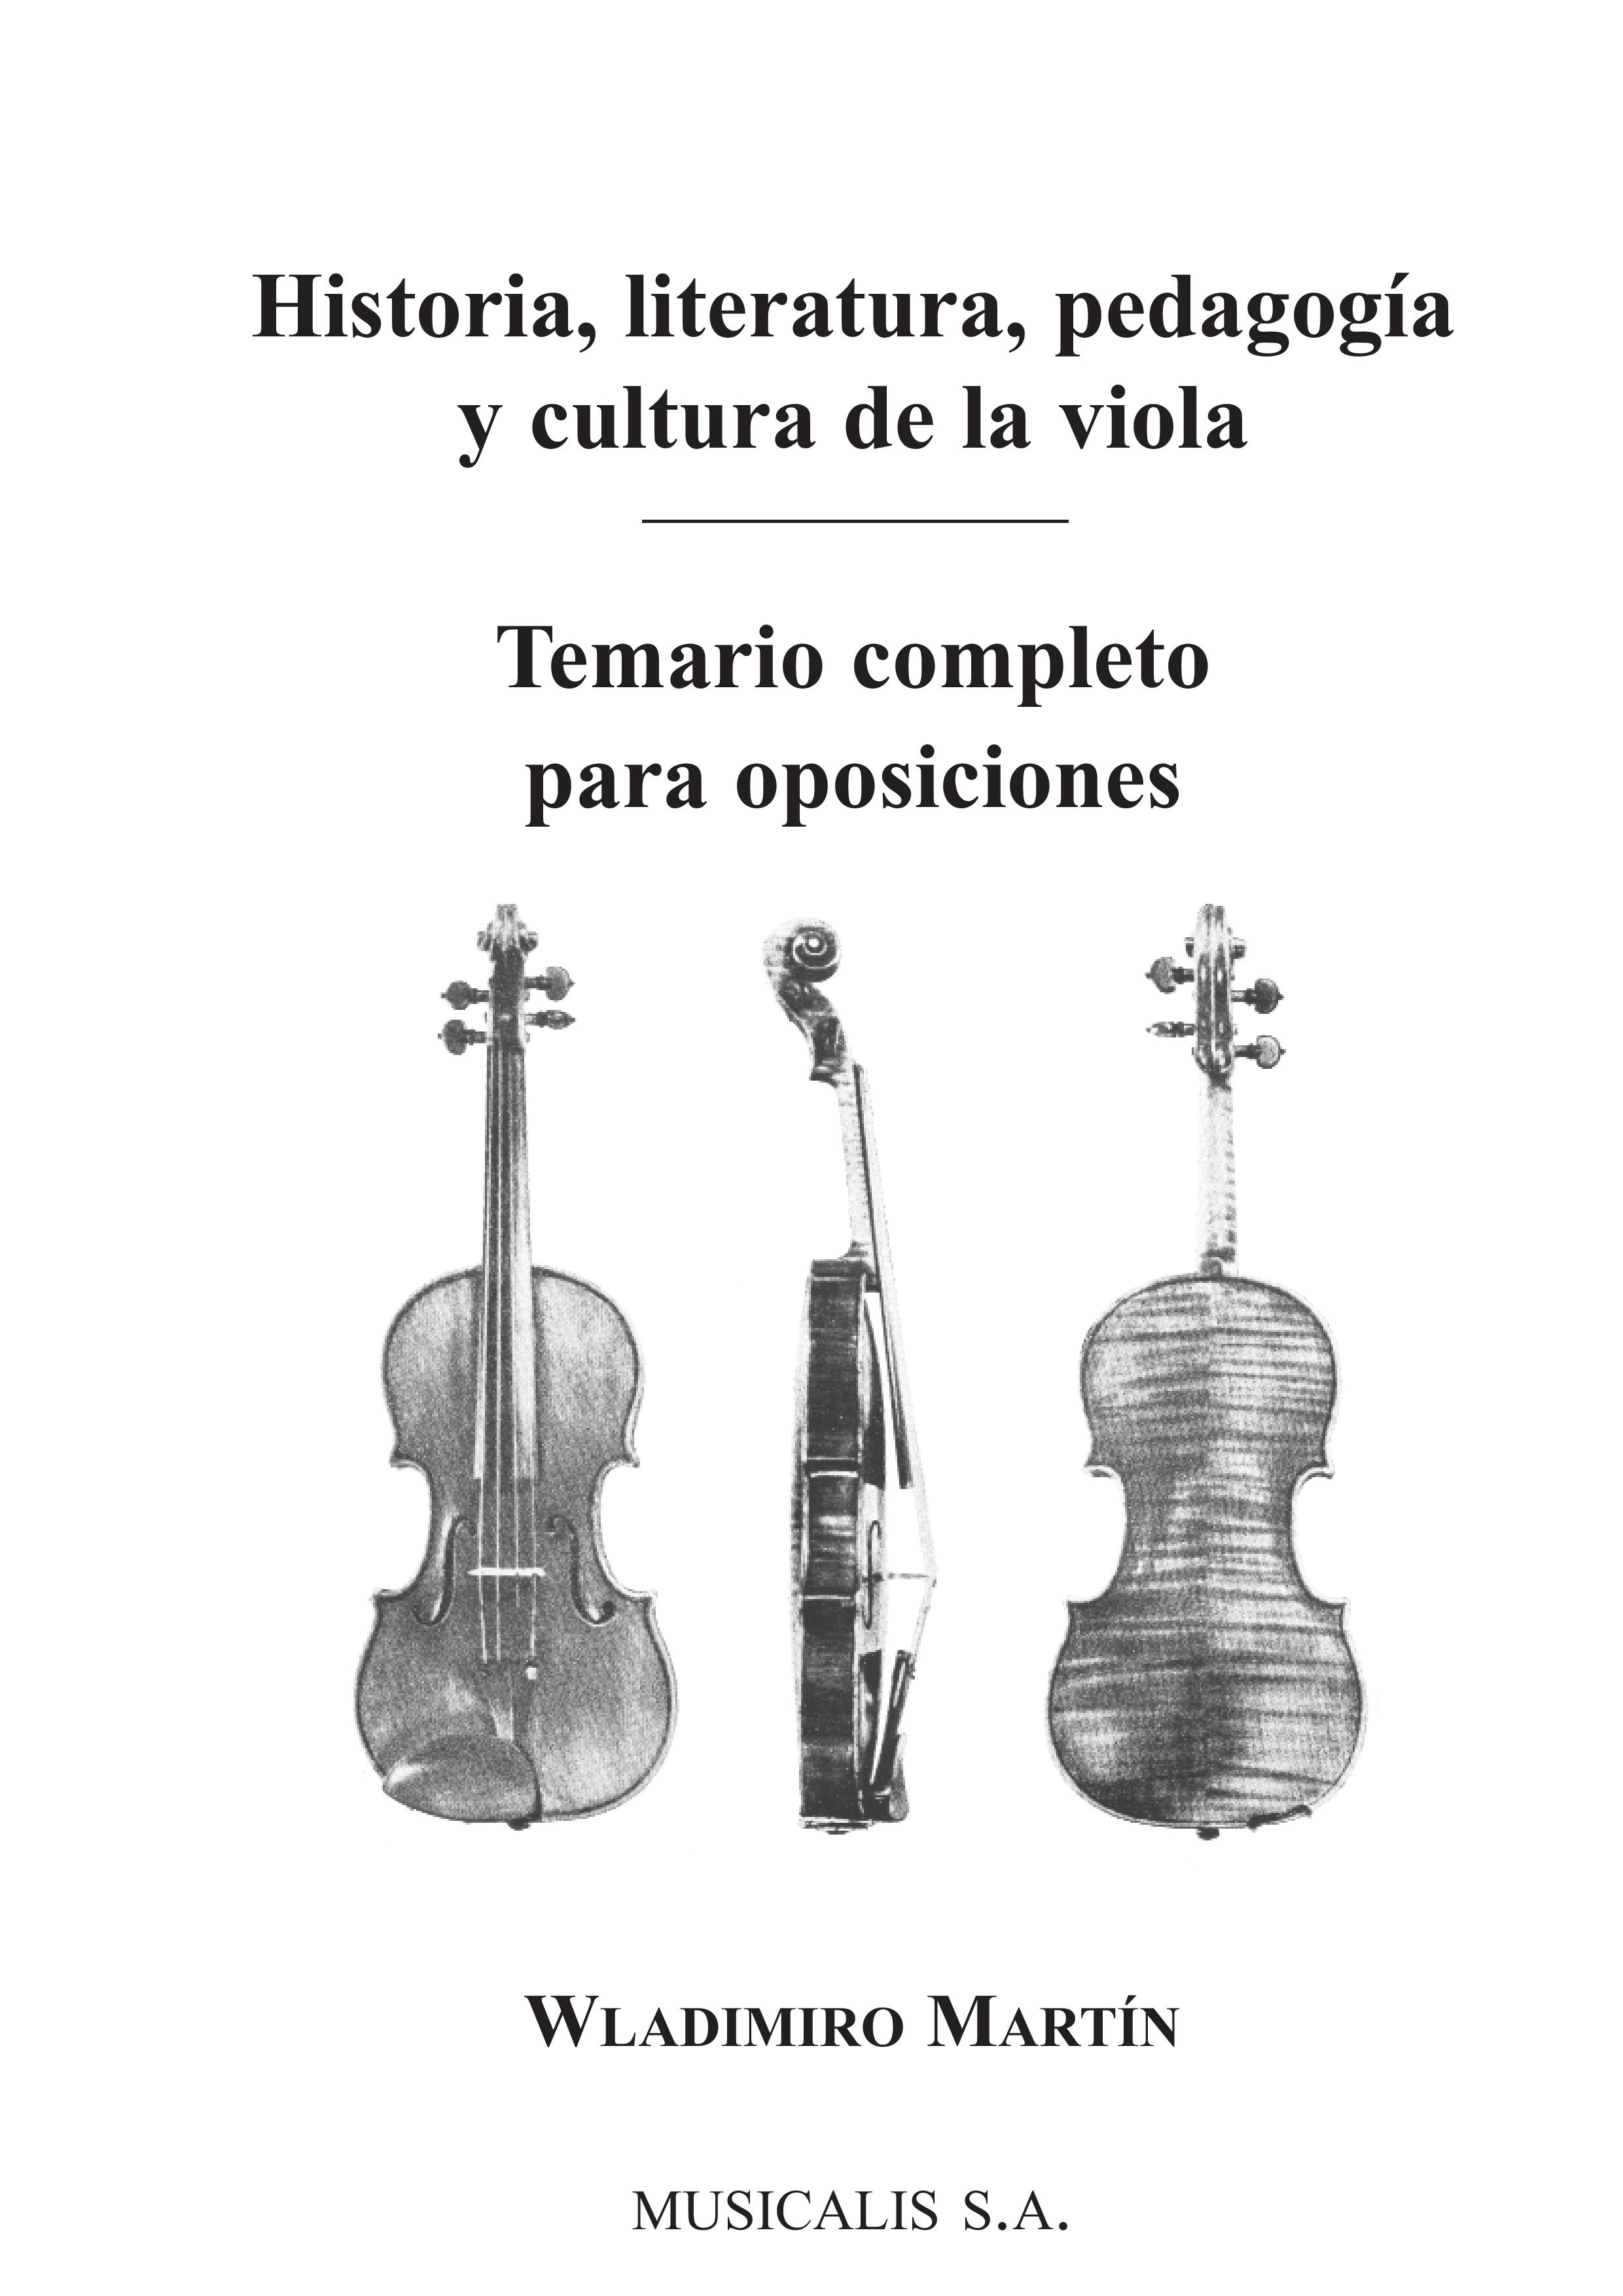 Historia, literatura, pedagogía
y cultura de la viola
Temario completo
para oposiciones
Wladimiro Martín
MUSICALIS S.A.